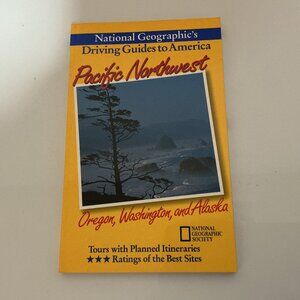 National Geographic's
Driving Guides to America
Pacific Northwest
Oregon, Washington, and Alaska
NATIONAL
GEOGRAPHIC
SOCIETY
Tours with Planned Itineraries
★★★ Ratings of the Best Sites